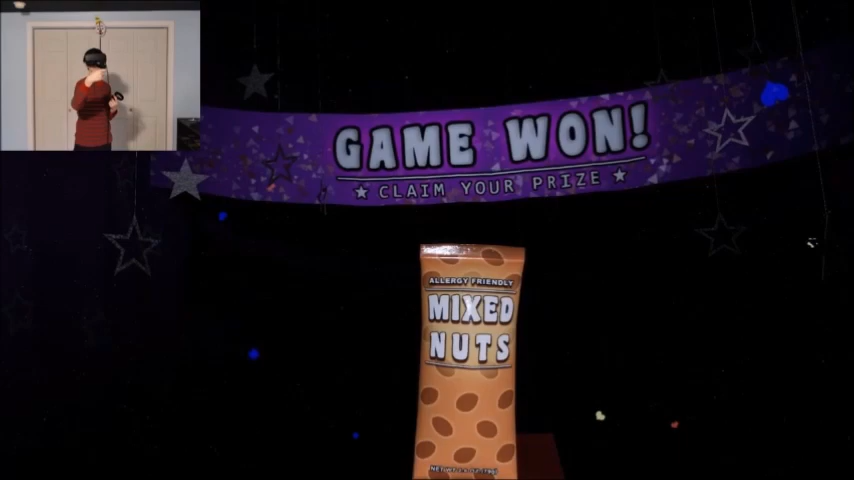 GAME WON!
★ CLAIM YOUR PRIZE ★
ALLERGY FRIENDLY
MIXED
NUTS